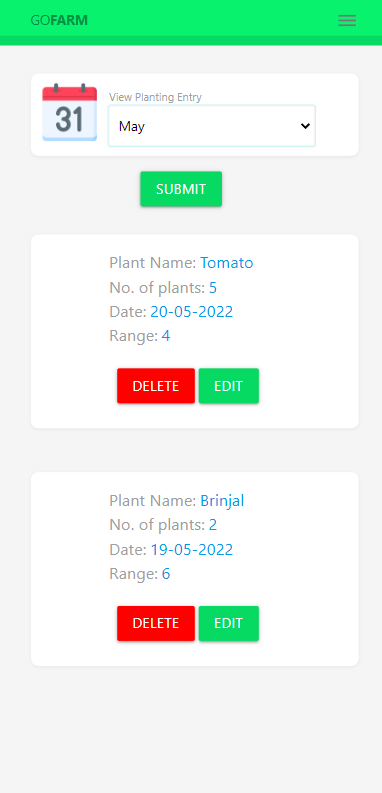 GOFARM
31
View Planting Entry
May
SUBMIT
Plant Name: Tomato
No. of plants: 5
Date: 20-05-2022
Range: 4
DELETE EDIT
Plant Name: Brinjal
No. of plants: 2
Date: 19-05-2022
Range: 6
DELETE EDIT